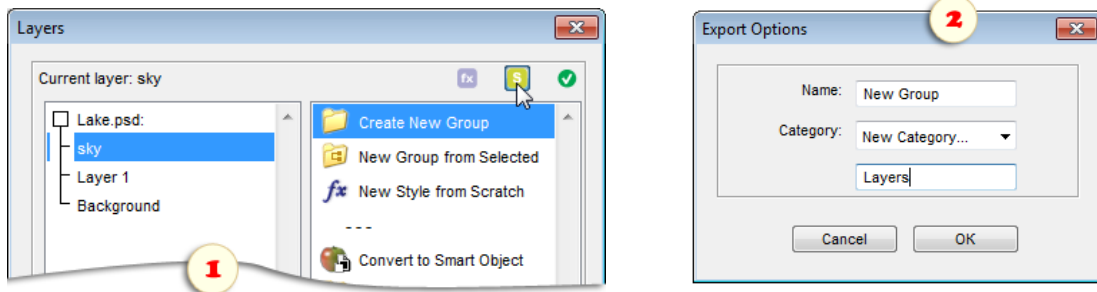 Layers
Current layer: sky
fx
S
Lake.psd:
sky
Layer 1
Background
Create New Group
New Group from Selected
fx New Style from Scratch
---
Convert to Smart Object
1
2
Export Options
Name: New Group
Category: New Category...
Layers
Cancel OK